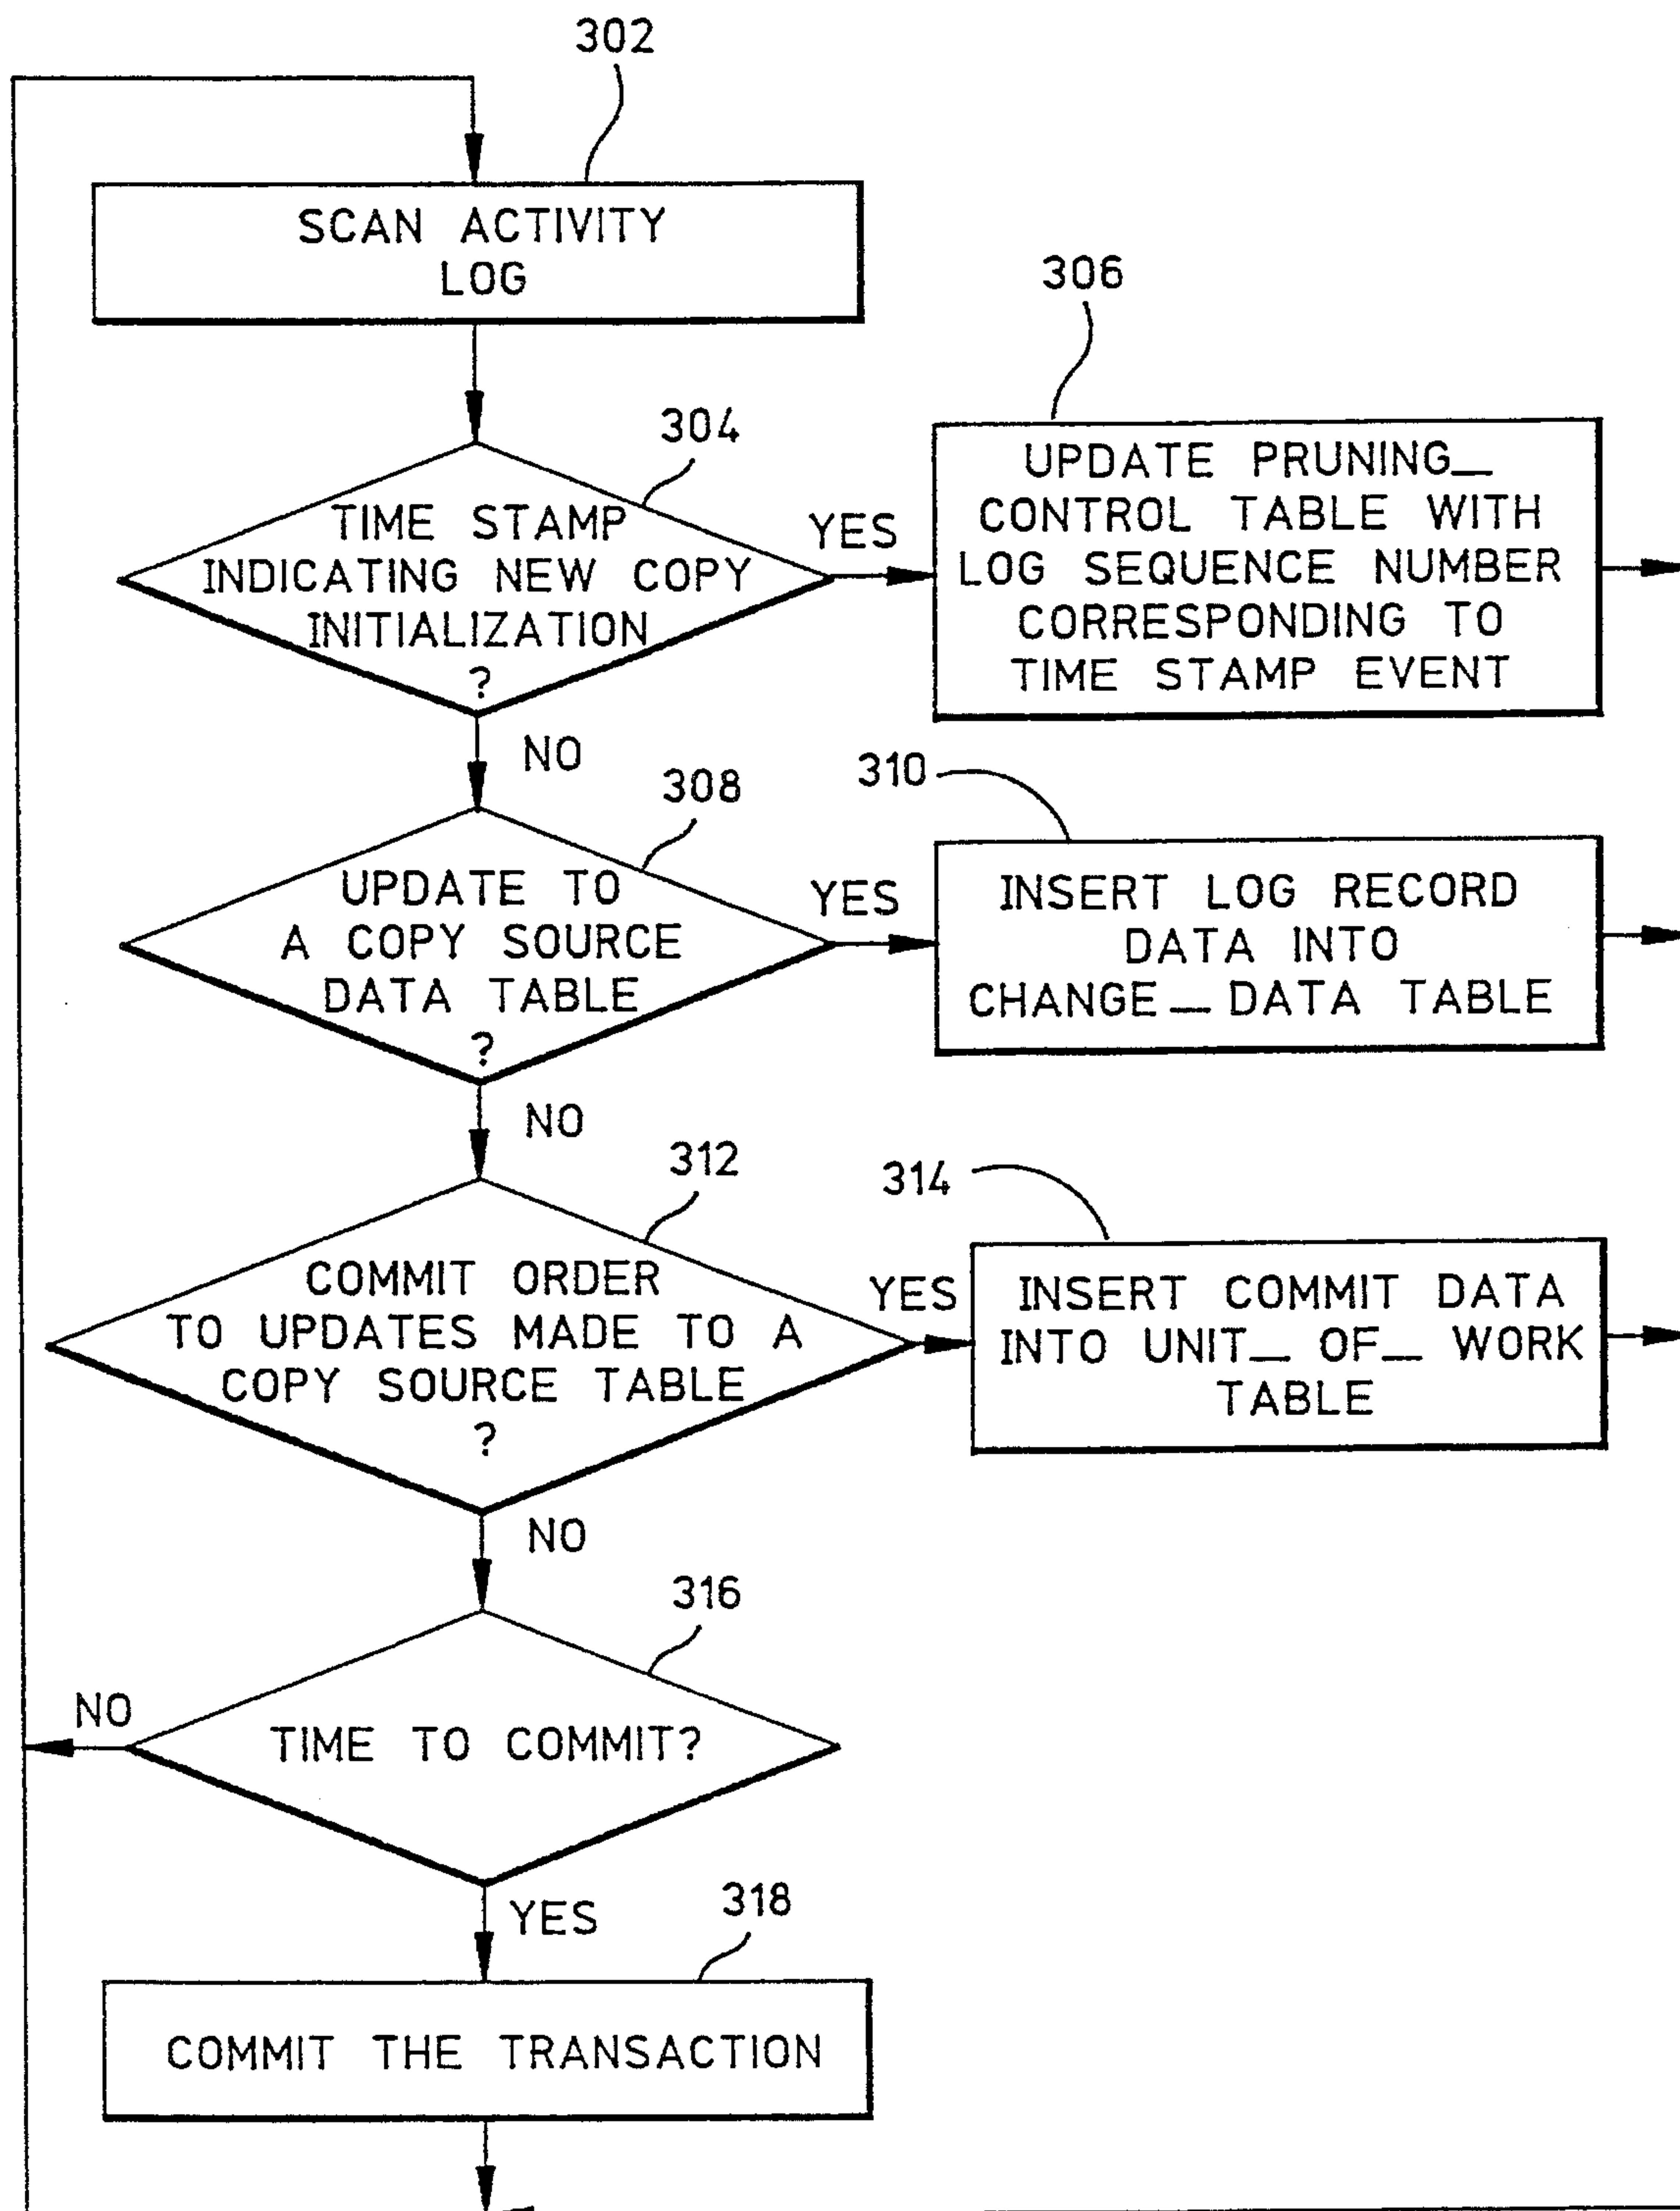 302
SCAN ACTIVITY
LOG
304
TIME STAMP
INDICATING NEW COPY
INITIALIZATION
?
YES
306
UPDATE PRUNING_
CONTROL TABLE WITH
LOG SEQUENCE NUMBER
CORRESPONDING TO
TIME STAMP EVENT
NO
308
UPDATE TO
A COPY SOURCE
DATA TABLE
?
YES
310
INSERT LOG RECORD
DATA INTO
CHANGE_DATA TABLE
NO
312
COMMIT ORDER
TO UPDATES MADE TO A
COPY SOURCE TABLE
?
YES
314
INSERT COMMIT DATA
INTO UNIT_OF_WORK
TABLE
NO
316
TIME TO COMMIT?
NO
YES
318
COMMIT THE TRANSACTION